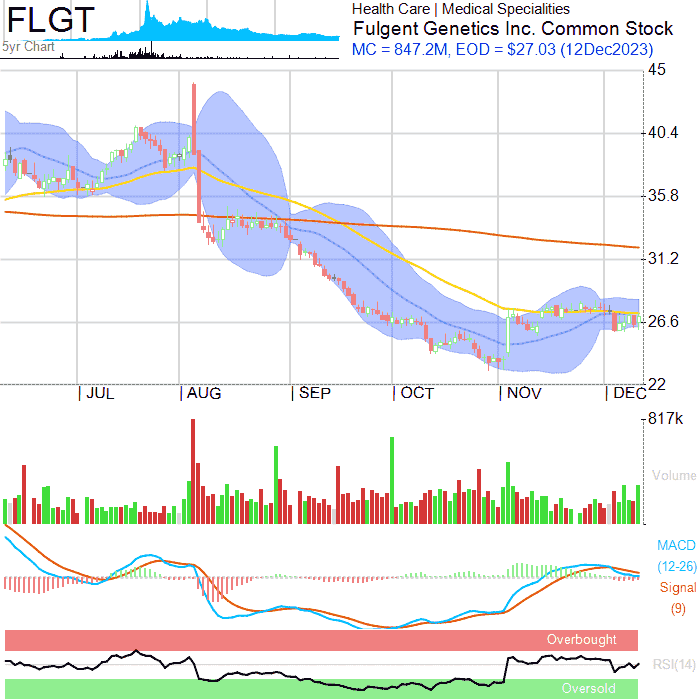 FLGT
5yr Chart
Health Care | Medical Specialities
Fulgent Genetics Inc. Common Stock
MC = 847.2M, EOD = $27.03 (12Dec2023)
45
40.4
35.8
31.2
26.6
22
| JUL | AUG | SEP | OCT | NOV | DEC
817k
Volume
MACD
(12-26)
Signal
(9)
Overbought
RSI(14)
Oversold